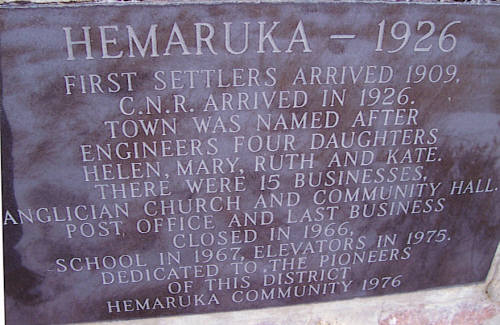 HEMARUKA – 1926
FIRST SETTLERS ARRIVED 1909,
C.N.R. ARRIVED IN 1926.
TOWN WAS NAMED AFTER
ENGINEERS FOUR DAUGHTERS
HELEN, MARY, RUTH AND KATE.
THERE WERE 15 BUSINESSES,
ANGLICIAN CHURCH AND COMMUNITY HALL.
POST OFFICE AND LAST BUSINESS
CLOSED IN 1966,
SCHOOL IN 1967, ELEVATORS IN 1975.
DEDICATED TO THE PIONEERS
OF THIS DISTRICT
HEMARUKA COMMUNITY 1976